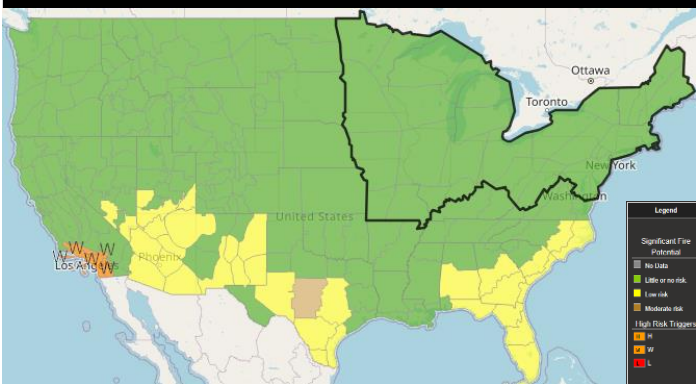 Ottawa
Toronto
New York
Washington
United States
W W W
W W W
Los Angeles
Phoenix
Legend
Significant Fire
Potential
No Data
Little or no risk.
Low risk
Moderate risk
High Risk Triggers
H H
W W
L L